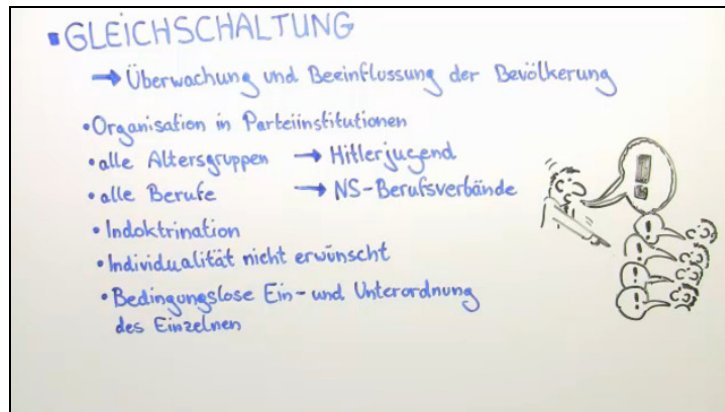 ▪ GLEICHSCHALTUNG
→ Überwachung und Beeinflussung der Bevölkerung
• Organisation in Parteiinstitutionen
• alle Altersgruppen → Hitlerjugend
• alle Berufe → NS-Berufsverbände
• Indoktrination
• Individualität nicht erwünscht
• Bedingungslose Ein- und Unterordnung
des Einzelnen
!
!
!
!
!